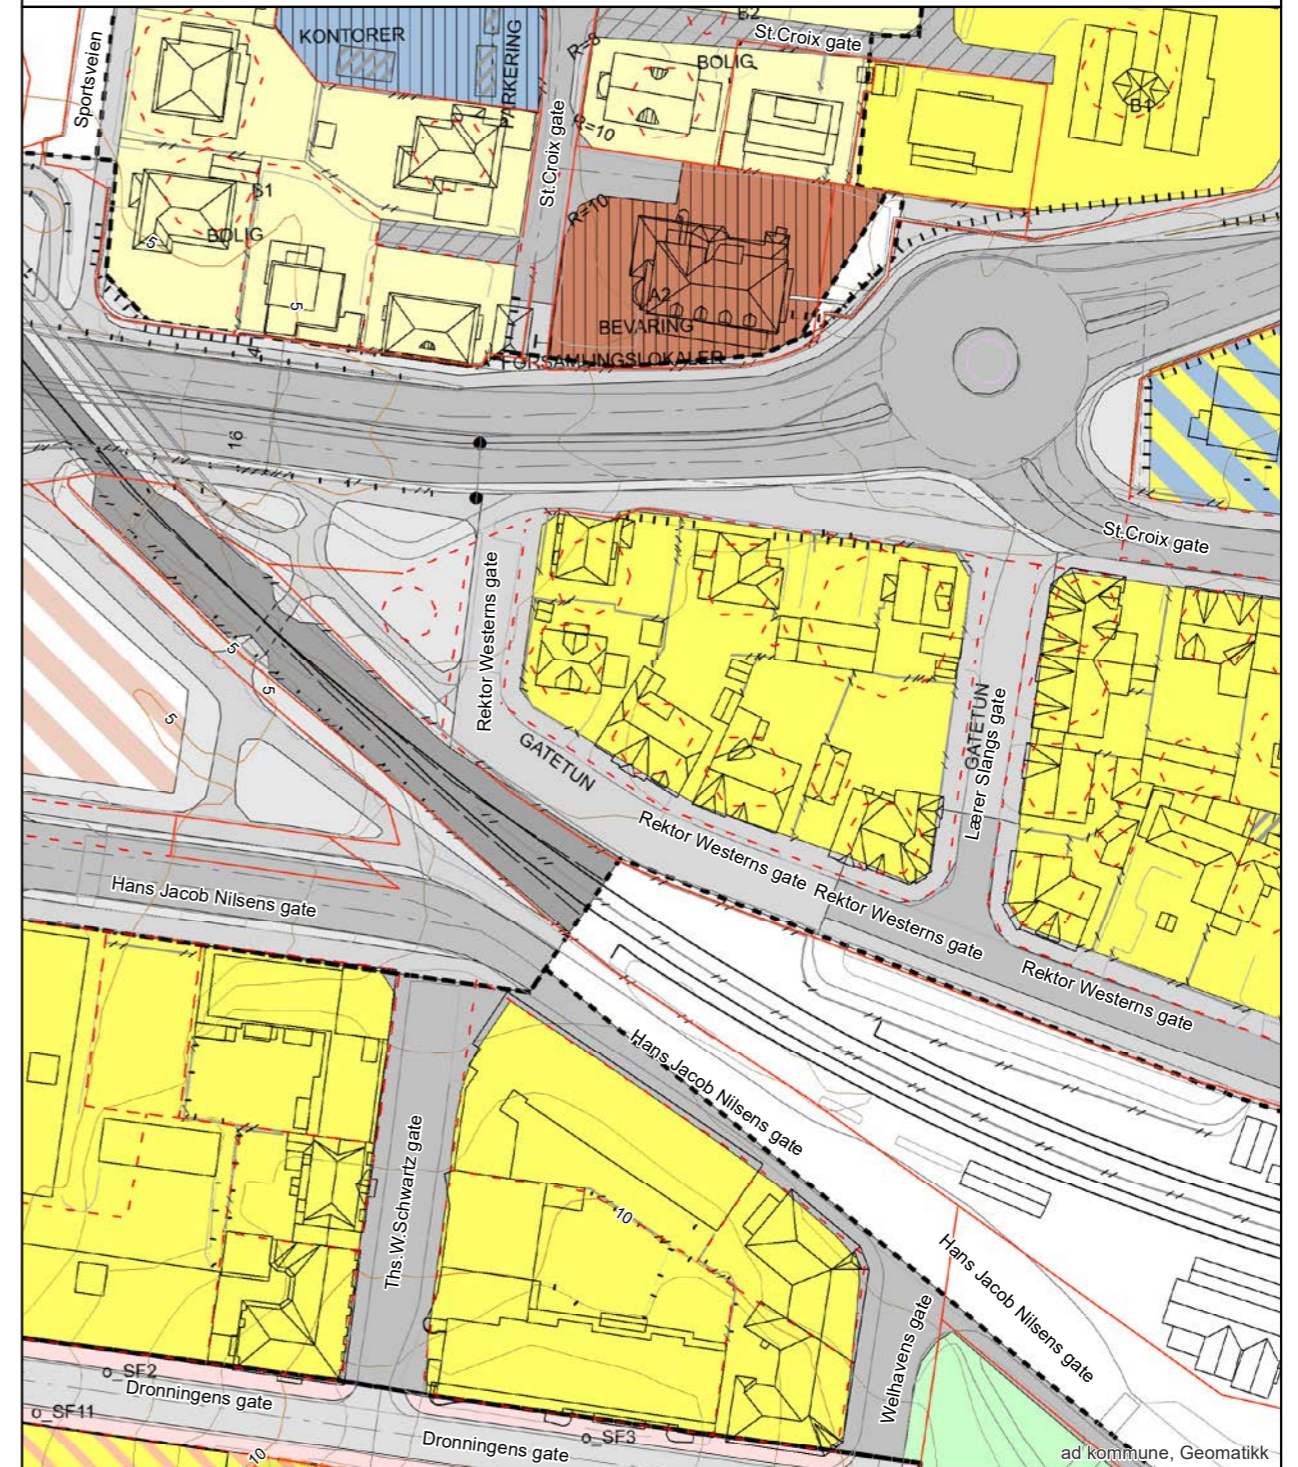 B2
St.Croix gate
KONTORER
PARKERING
Sportsveien
R=8
BOLIG
B1
R=10
St.Croix gate
B1
R=10
BOLIG
5
5
A2
BEVARING
FORSAMLINGSLOKALER
T
4
16
St.Croix gate
Rektor Westerns gate
5
5
5
GATETUN
Lærer Slangs gate
GATETUN
Rektor Westerns gate
Rektor Westerns gate
Hans Jacob Nilsens gate
Rektor Westerns gate
Hans Jacob Nilsens gate
Ths.W.Schwartz gate
10
Hans Jacob Nilsens gate
Welhavens gate
o_SF2
Dronningens gate
o_SF11
Dronningens gate
o_SF3
10
ad kommune, Geomatikk